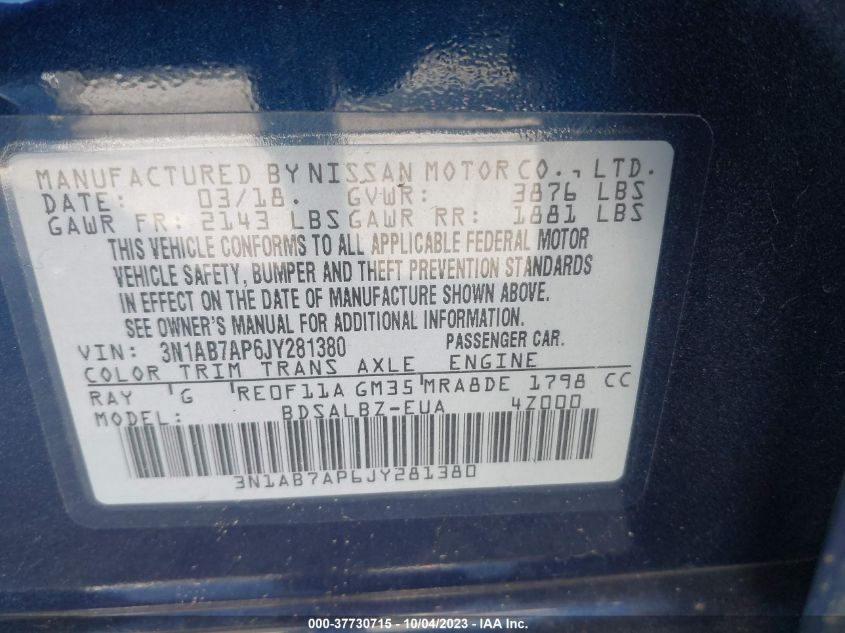 MANUFACTURED BY NISSAN MOTOR CO., LTD.
DATE: 03/18. GVWR: 3876 LBS
GAWR FR: 2143 LBS GAWR RR: 1881 LBS
THIS VEHICLE CONFORMS TO ALL APPLICABLE FEDERAL MOTOR
VEHICLE SAFETY, BUMPER AND THEFT PREVENTION STANDARDS
IN EFFECT ON THE DATE OF MANUFACTURE SHOWN ABOVE.
SEE OWNER'S MANUAL FOR ADDITIONAL INFORMATION.
VIN: 3N1AB7AP6JY281380 PASSENGER CAR.
COLOR TRIM TRANS AXLE ENGINE
RAY G RE0F11A GM35 MRA8DE 1798 CC
MODEL: BDSALBZ-EUA 4Z000
3N1AB7AP6JY281380
000-37730715 - 10/04/2023 - IAA Inc.